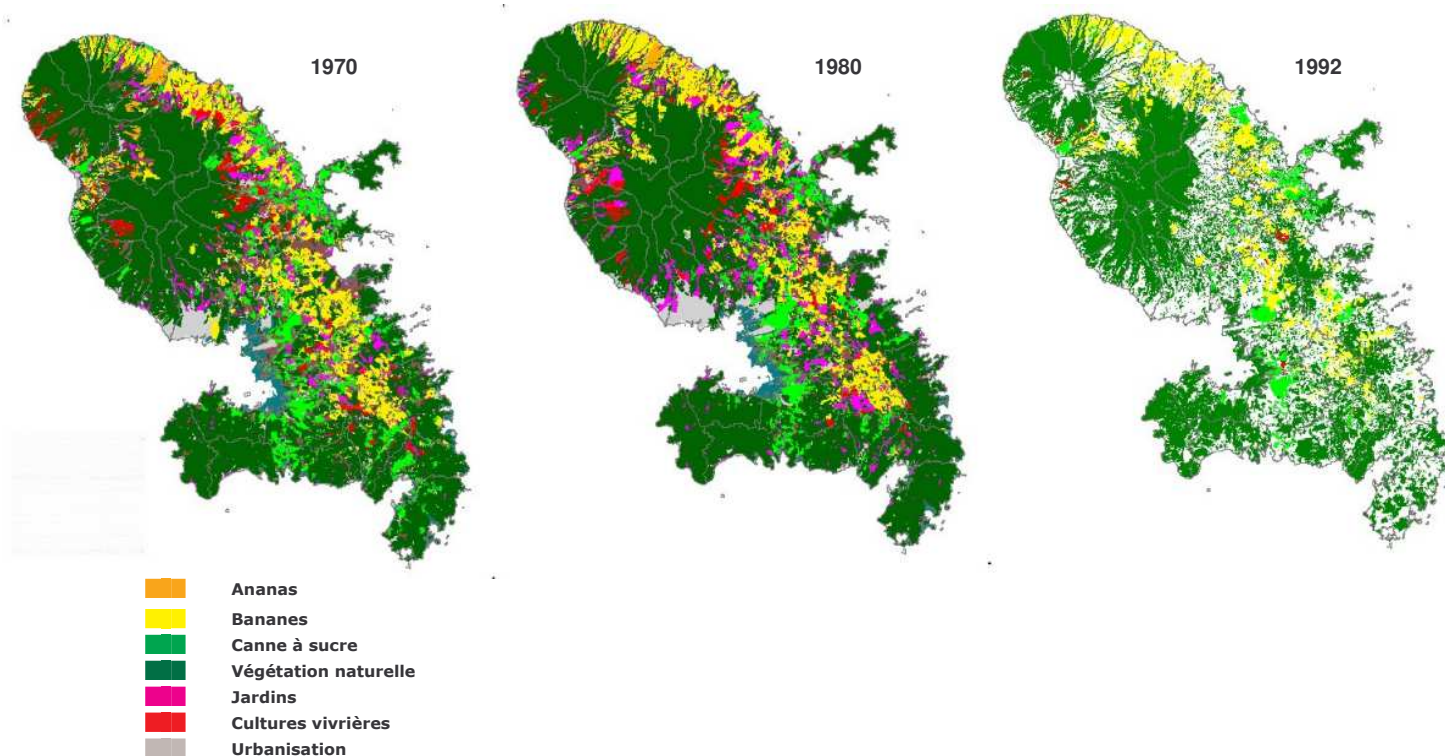 1970
1980
1992
Ananas
Bananes
Canne à sucre
Végétation naturelle
Jardins
Cultures vivrières
Urbanisation